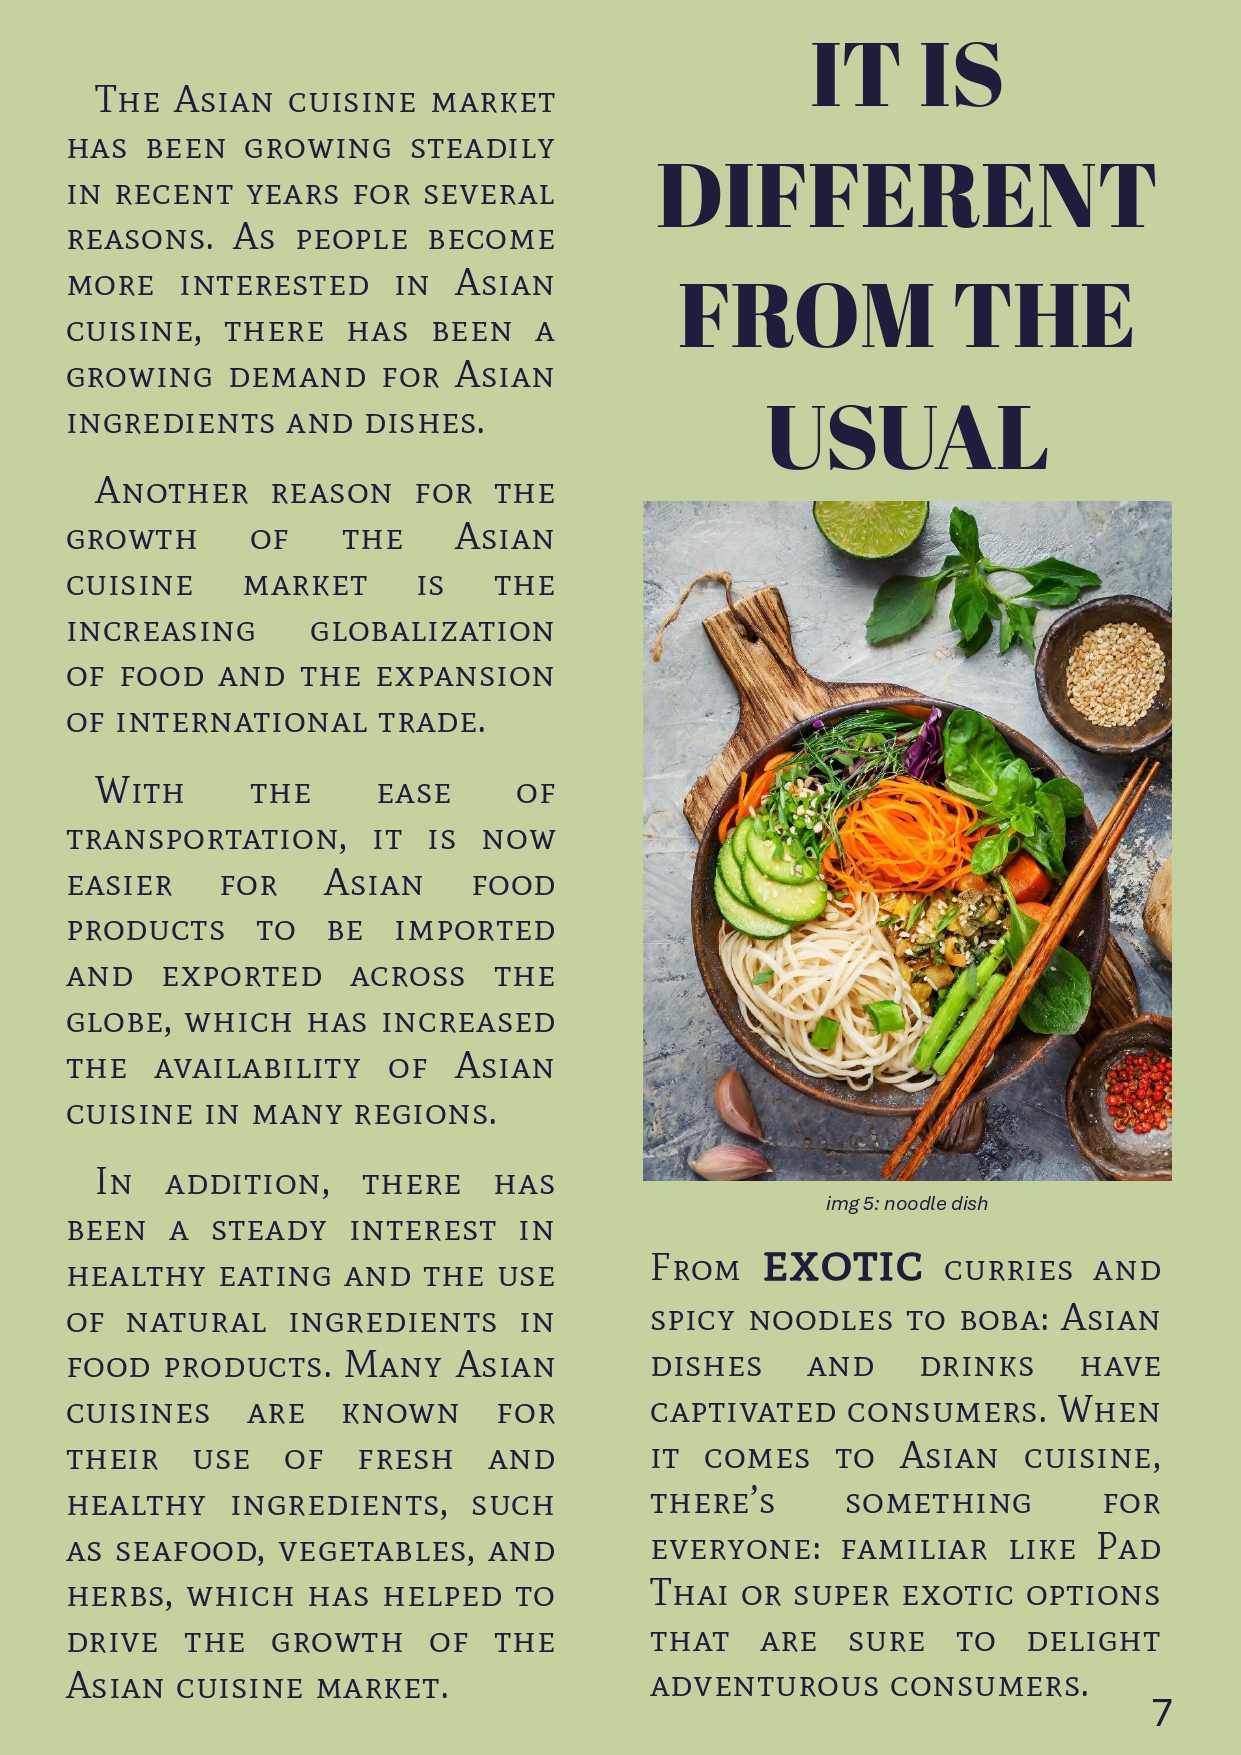 The Asian cuisine market
has been growing steadily
in recent years for several
reasons. As people become
more interested in Asian
cuisine, there has been a
growing demand for Asian
ingredients and dishes.
Another reason for the
growth of the Asian
cuisine market is the
increasing globalization
of food and the expansion
of international trade.
With the ease of
transportation, it is now
easier for Asian food
products to be imported
and exported across the
globe, which has increased
the availability of Asian
cuisine in many regions.
In addition, there has
been a steady interest in
healthy eating and the use
of natural ingredients in
food products. Many Asian
cuisines are known for
their use of fresh and
healthy ingredients, such
as seafood, vegetables, and
herbs, which has helped to
drive the growth of the
Asian cuisine market.
IT IS
DIFFERENT
FROM THE
USUAL
img 5: noodle dish
From EXOTIC curries and
spicy noodles to boba: Asian
dishes and drinks have
captivated consumers. When
it comes to Asian cuisine,
there’s something for
everyone: familiar like Pad
Thai or super exotic options
that are sure to delight
adventurous consumers.
7